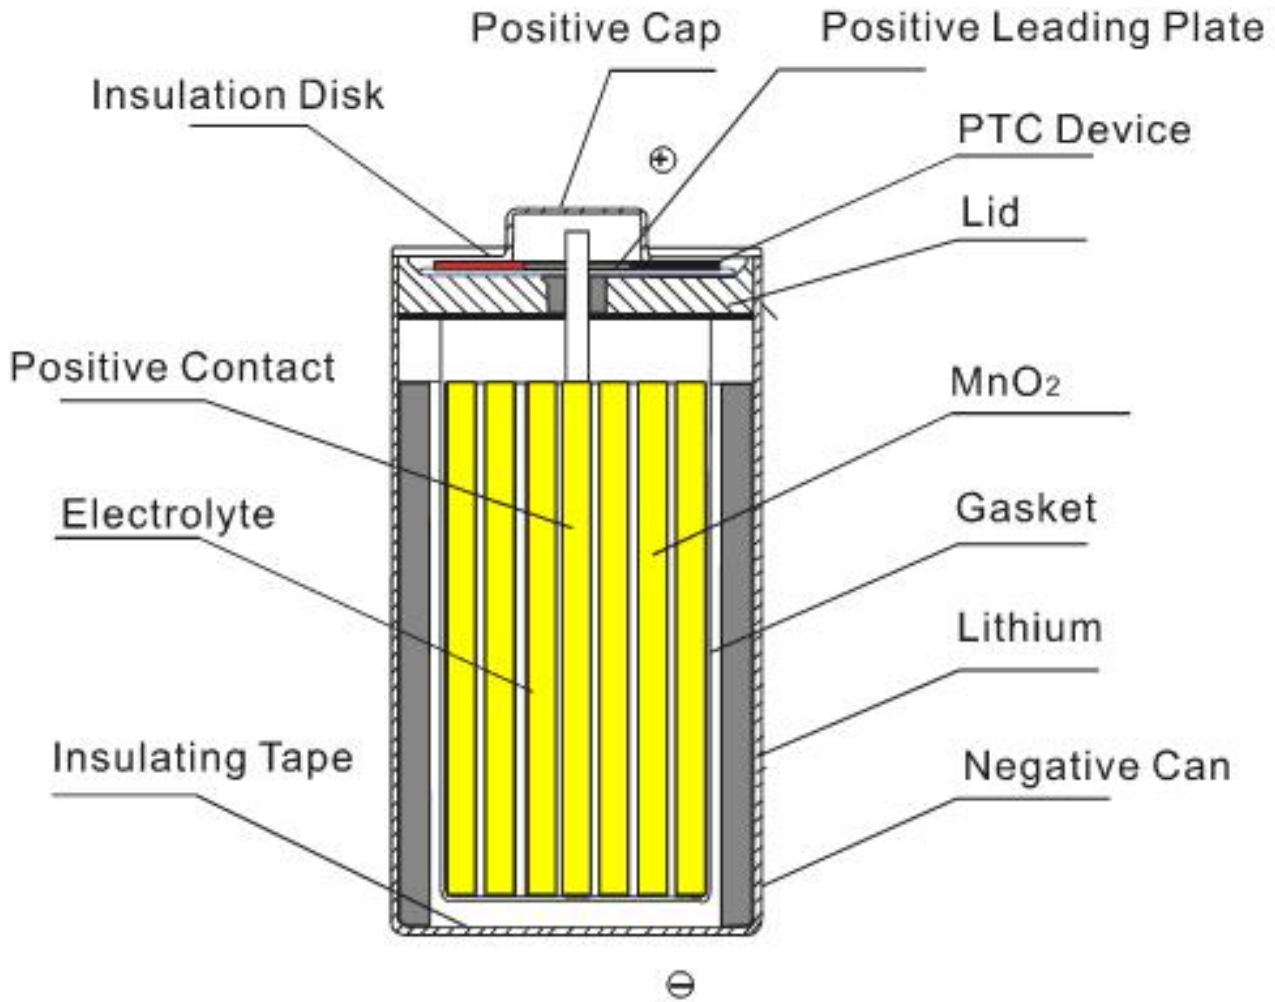 Positive Cap
Positive Leading Plate
Insulation Disk
PTC Device
Lid
Positive Contact
MnO₂
Electrolyte
Gasket
Lithium
Insulating Tape
Negative Can